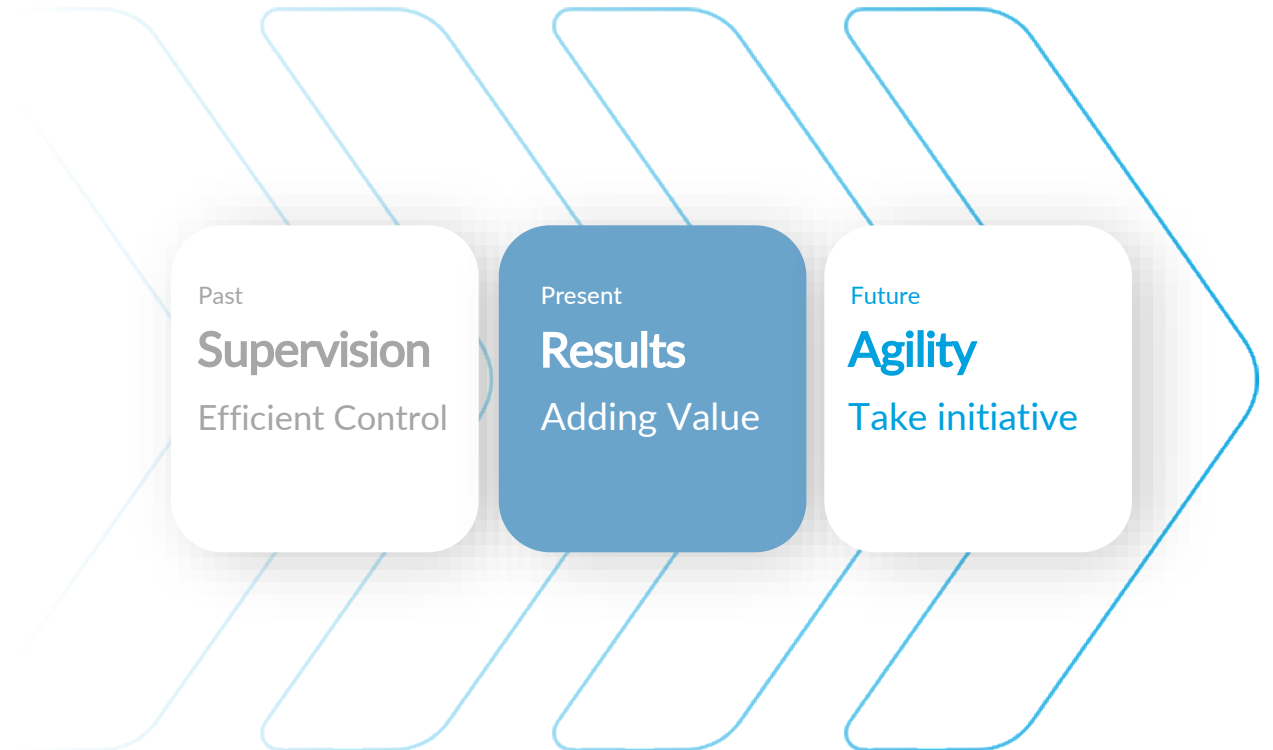 Past
Supervision
Efficient Control
Present
Results
Adding Value
Future
Agility
Take initiative